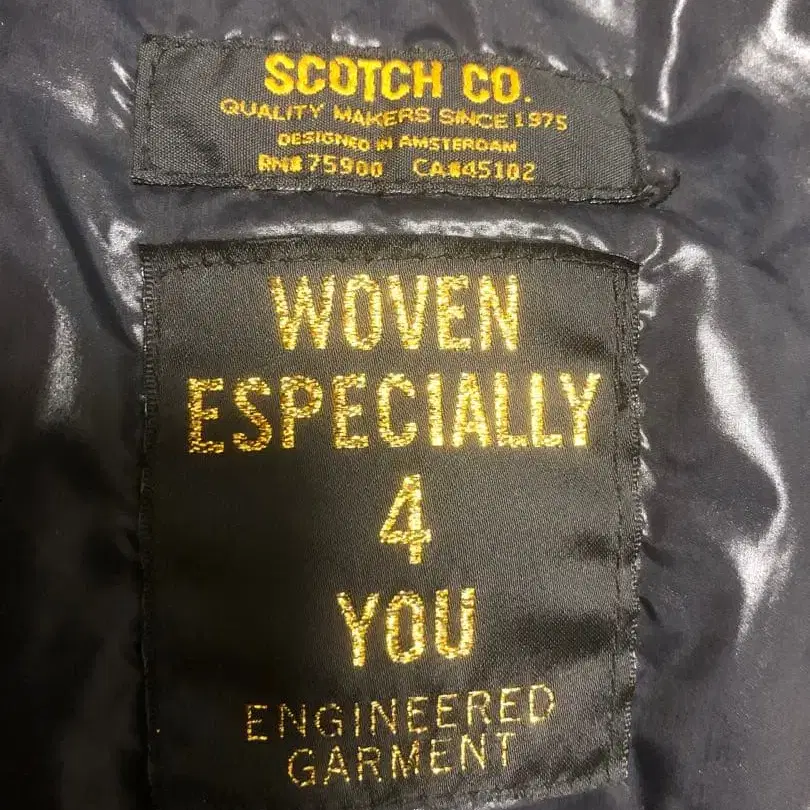 SCOTCH CO.
QUALITY MAKERS SINCE 1975
DESIGNED IN AMSTERDAM
RN# 75900 CA#45102
WOVEN
ESPECIALLY
4
YOU
ENGINEERED
GARMENT